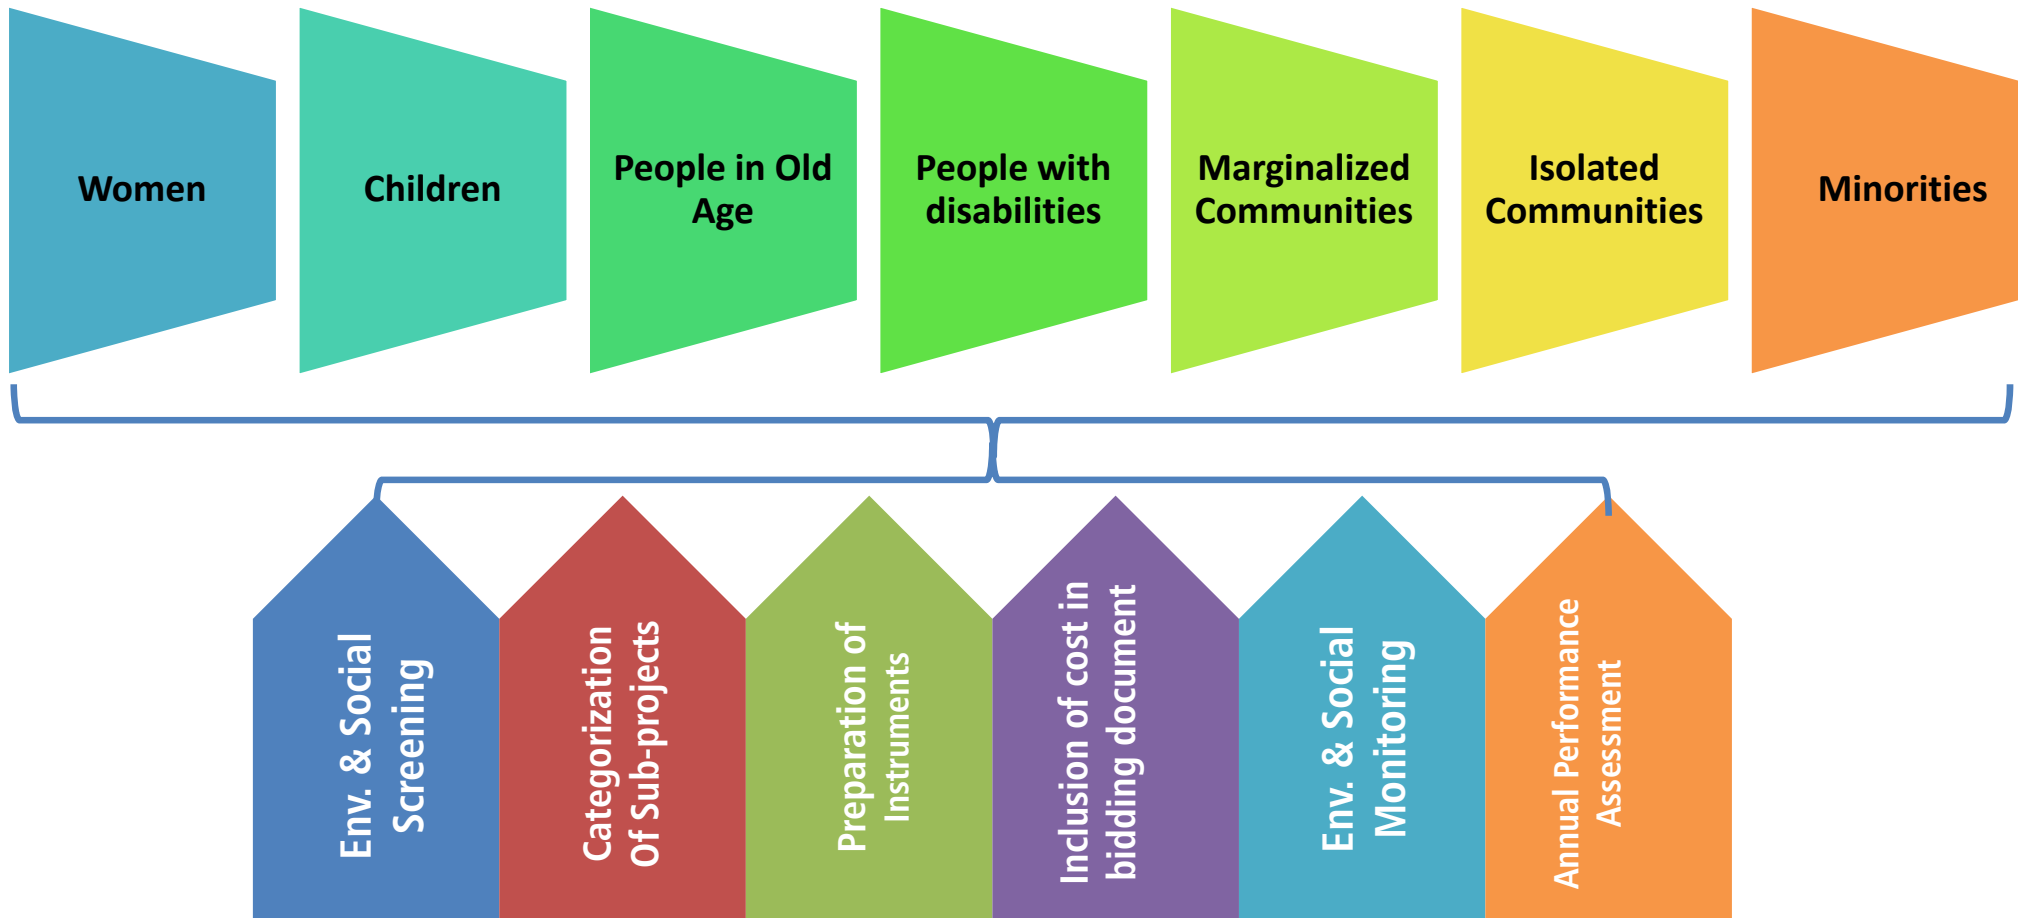 Women
Children
People in Old
Age
People with
disabilities
Marginalized
Communities
Isolated
Communities
Minorities
Env. & Social
Screening
Categorization
Of Sub-projects
Preparation of
Instruments
Inclusion of cost in
bidding document
Env. & Social
Monitoring
Annual Performance
Assessment